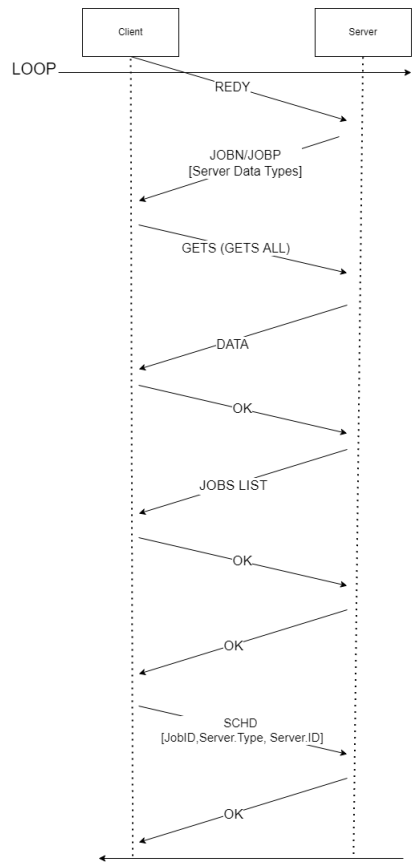 Client
Server
LOOP
REDY
JOBN/JOBP
[Server Data Types]
GETS (GETS ALL)
DATA
OK
JOBS LIST
OK
OK
SCHD
[JobID,Server.Type, Server.ID]
OK